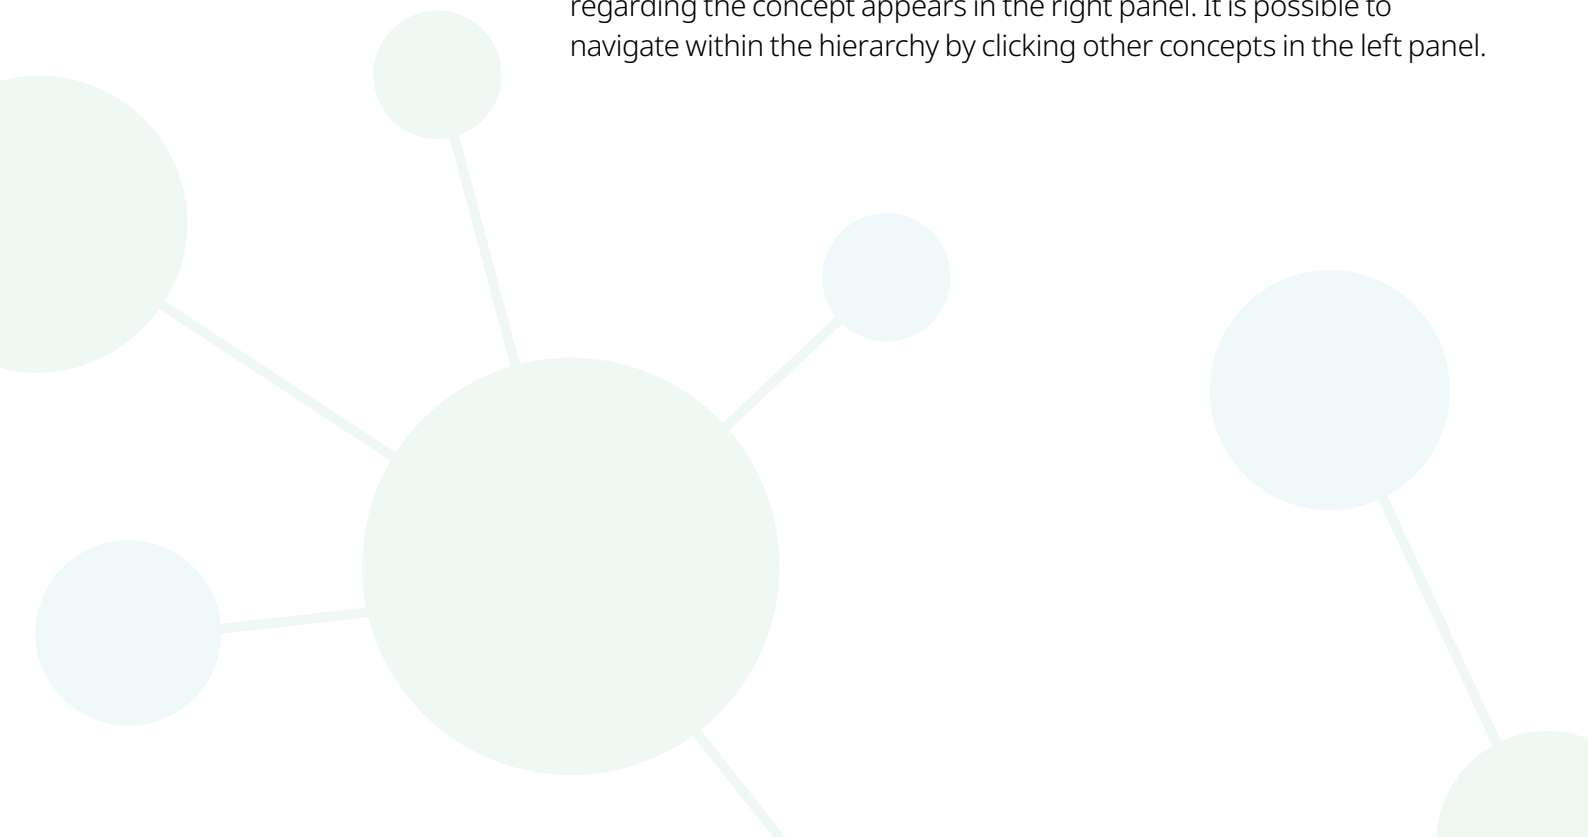 regarding the concept appears in the right panel. It is possible to
navigate within the hierarchy by clicking other concepts in the left panel.